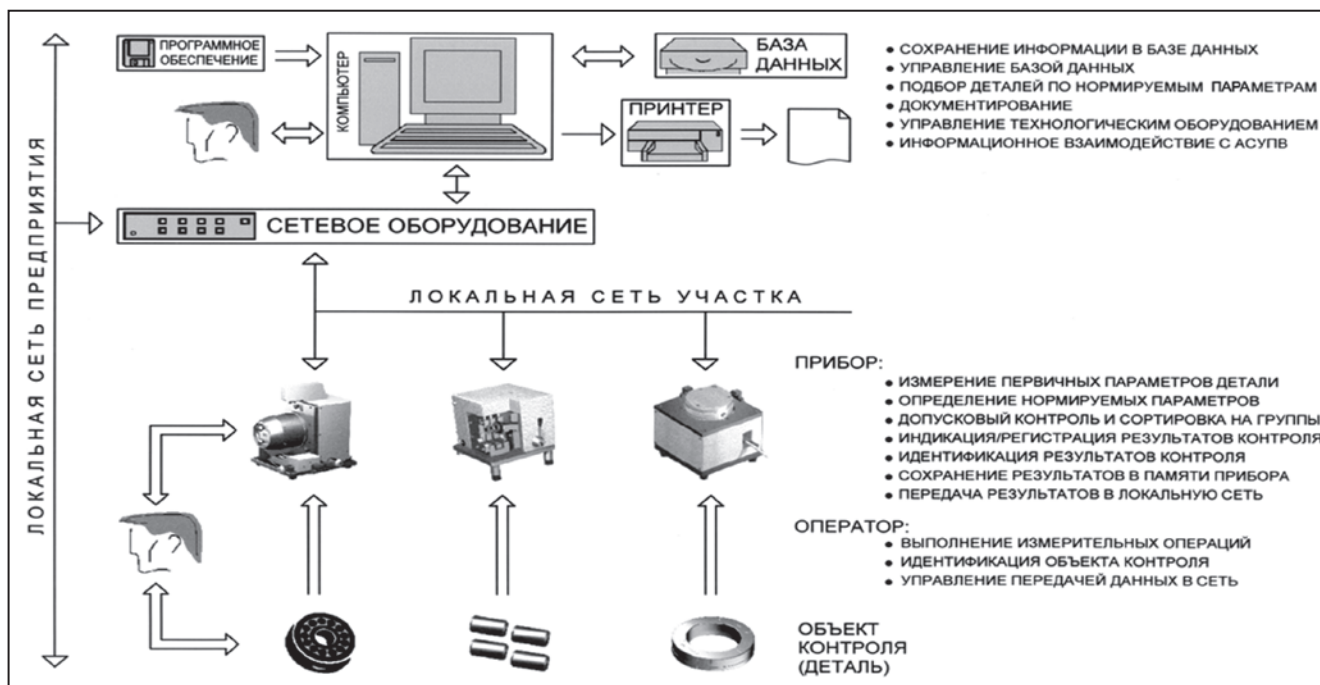 ЛОКАЛЬНАЯ СЕТЬ ПРЕДПРИЯТИЯ
ПРОГРАММНОЕ
ОБЕСПЕЧЕНИЕ
КОМПЬЮТЕР
БАЗА
ДАННЫХ
ПРИНТЕР
• СОХРАНЕНИЕ ИНФОРМАЦИИ В БАЗЕ ДАННЫХ
• УПРАВЛЕНИЕ БАЗОЙ ДАННЫХ
• ПОДБОР ДЕТАЛЕЙ ПО НОРМИРУЕМЫМ ПАРАМЕТРАМ
• ДОКУМЕНТИРОВАНИЕ
• УПРАВЛЕНИЕ ТЕХНОЛОГИЧЕСКИМ ОБОРУДОВАНИЕМ
• ИНФОРМАЦИОННОЕ ВЗАИМОДЕЙСТВИЕ С АСУПВ
СЕТЕВОЕ ОБОРУДОВАНИЕ
ЛОКАЛЬНАЯ СЕТЬ УЧАСТКА
ПРИБОР:
• ИЗМЕРЕНИЕ ПЕРВИЧНЫХ ПАРАМЕТРОВ ДЕТАЛИ
• ОПРЕДЕЛЕНИЕ НОРМИРУЕМЫХ ПАРАМЕТРОВ
• ДОПУСКОВЫЙ КОНТРОЛЬ И СОРТИРОВКА НА ГРУППЫ
• ИНДИКАЦИЯ/РЕГИСТРАЦИЯ РЕЗУЛЬТАТОВ КОНТРОЛЯ
• ИДЕНТИФИКАЦИЯ РЕЗУЛЬТАТОВ КОНТРОЛЯ
• СОХРАНЕНИЕ РЕЗУЛЬТАТОВ В ПАМЯТИ ПРИБОРА
• ПЕРЕДАЧА РЕЗУЛЬТАТОВ В ЛОКАЛЬНУЮ СЕТЬ
ОПЕРАТОР:
• ВЫПОЛНЕНИЕ ИЗМЕРИТЕЛЬНЫХ ОПЕРАЦИЙ
• ИДЕНТИФИКАЦИЯ ОБЪЕКТА КОНТРОЛЯ
• УПРАВЛЕНИЕ ПЕРЕДАЧЕЙ ДАННЫХ В СЕТЬ
ОБЪЕКТ
КОНТРОЛЯ
(ДЕТАЛЬ)